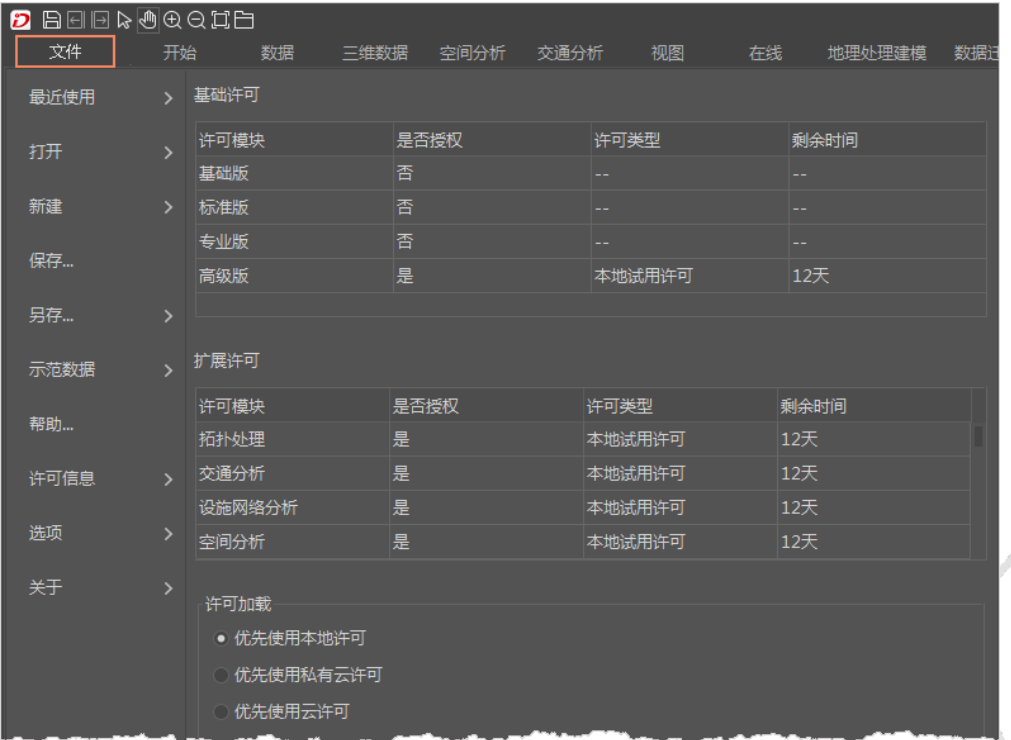 文件 开始 数据 三维数据 空间分析 交通分析 视图 在线 地理处理建模 数据迁
最近使用
打开
新建
保存...
另存...
示范数据
帮助...
许可信息
选项
关于
基础许可
许可模块 是否授权 许可类型 剩余时间
基础版 否 -- --
标准版 否 -- --
专业版 否 -- --
高级版 是 本地试用许可 12天
扩展许可
许可模块 是否授权 许可类型 剩余时间
拓扑处理 是 本地试用许可 12天
交通分析 是 本地试用许可 12天
设施网络分析 是 本地试用许可 12天
空间分析 是 本地试用许可 12天
许可加载
优先使用本地许可
优先使用私有云许可
优先使用云许可